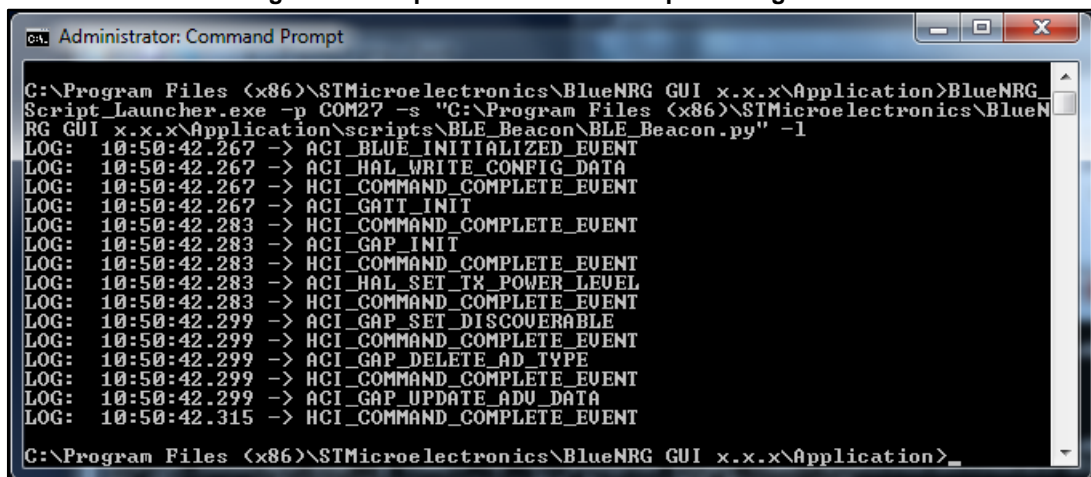 Administrator: Command Prompt
C:\Program Files (x86)\STMicroelectronics\BlueNRG GUI x.x.x\Application>BlueNRG_
Script_Launcher.exe -p COM27 -s "C:\Program Files (x86)\STMicroelectronics\BlueN
RG GUI x.x.x\Application\scripts\BLE_Beacon\BLE_Beacon.py" -l
LOG:  10:50:42.267 -> ACI_BLUE_INITIALIZED_EVENT
LOG:  10:50:42.267 -> ACI_HAL_WRITE_CONFIG_DATA
LOG:  10:50:42.267 -> HCI_COMMAND_COMPLETE_EVENT
LOG:  10:50:42.267 -> ACI_GATT_INIT
LOG:  10:50:42.283 -> HCI_COMMAND_COMPLETE_EVENT
LOG:  10:50:42.283 -> ACI_GAP_INIT
LOG:  10:50:42.283 -> HCI_COMMAND_COMPLETE_EVENT
LOG:  10:50:42.283 -> ACI_HAL_SET_TX_POWER_LEVEL
LOG:  10:50:42.283 -> HCI_COMMAND_COMPLETE_EVENT
LOG:  10:50:42.299 -> ACI_GAP_SET_DISCOVERABLE
LOG:  10:50:42.299 -> HCI_COMMAND_COMPLETE_EVENT
LOG:  10:50:42.299 -> ACI_GAP_DELETE_AD_TYPE
LOG:  10:50:42.299 -> HCI_COMMAND_COMPLETE_EVENT
LOG:  10:50:42.299 -> ACI_GAP_UPDATE_ADV_DATA
LOG:  10:50:42.315 -> HCI_COMMAND_COMPLETE_EVENT
C:\Program Files (x86)\STMicroelectronics\BlueNRG GUI x.x.x\Application>_